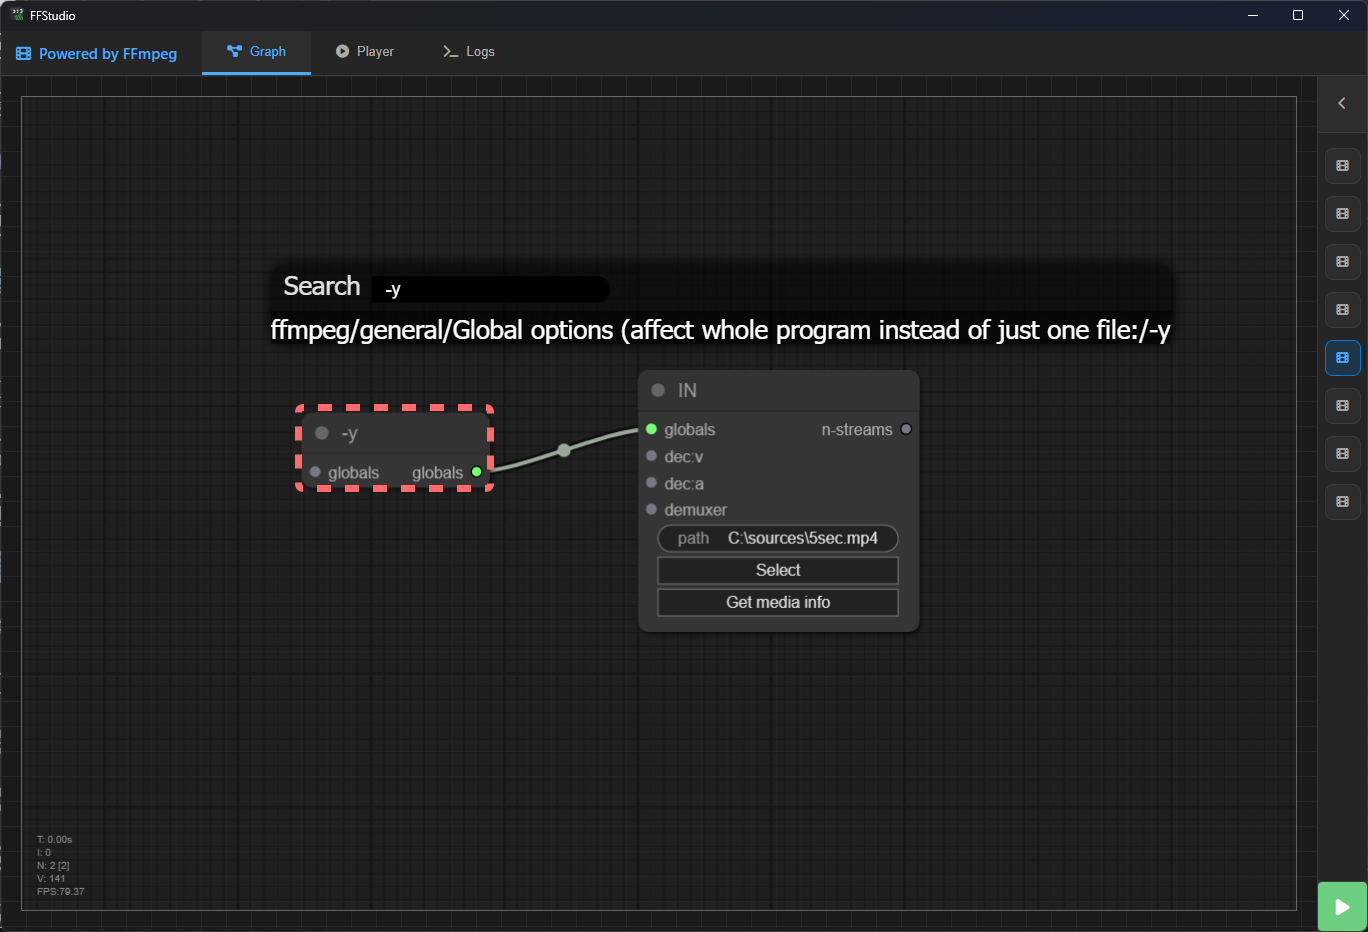 FFStudio
Powered by FFmpeg
Graph
Player
Logs
Search -y
ffmpeg/general/Global options (affect whole program instead of just one file:/-y
IN
globals n-streams
dec:v
dec:a
demuxer
path C:\sources\5sec.mp4
Select
Get media info
-y
globals globals
T: 0.00s
I: 0
N: 2 [2]
V: 141
FPS:79.37